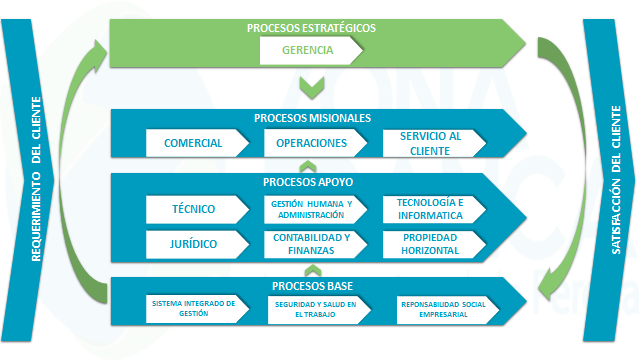 REQUERIMIENTO DEL CLIENTE
PROCESOS ESTRATÉGICOS
GERENCIA
PROCESOS MISIONALES
COMERCIAL
OPERACIONES
SERVICIO AL
CLIENTE
PROCESOS APOYO
TÉCNICO
GESTIÓN HUMANA Y
ADMINISTRACIÓN
TECNOLOGÍA E
INFORMATICA
JURÍDICO
CONTABILIDAD Y
FINANZAS
PROPIEDAD
HORIZONTAL
PROCESOS BASE
SISTEMA INTEGRADO DE
GESTIÓN
SEGURIDAD Y SALUD EN
EL TRABAJO
REPONSABILIDAD SOCIAL
EMPRESARIAL
SATISFACCIÓN DEL CLIENTE